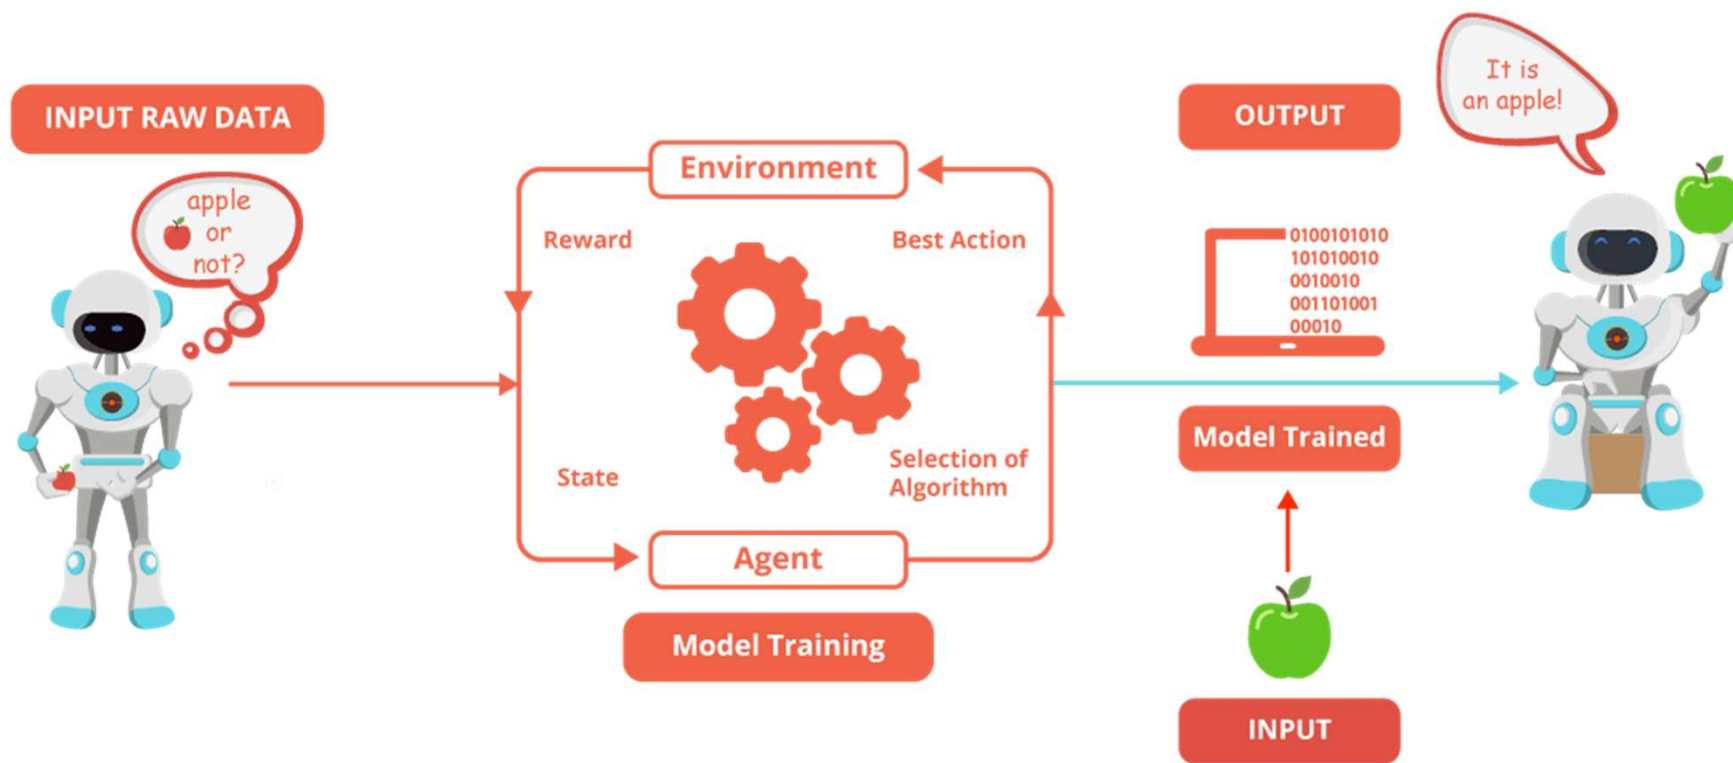 INPUT RAW DATA
apple
or
not?
Environment
Reward
Best Action
State
Selection of
Algorithm
Agent
Model Training
OUTPUT
0100101010
101010010
0010010
001101001
00010
Model Trained
INPUT
It is
an apple!